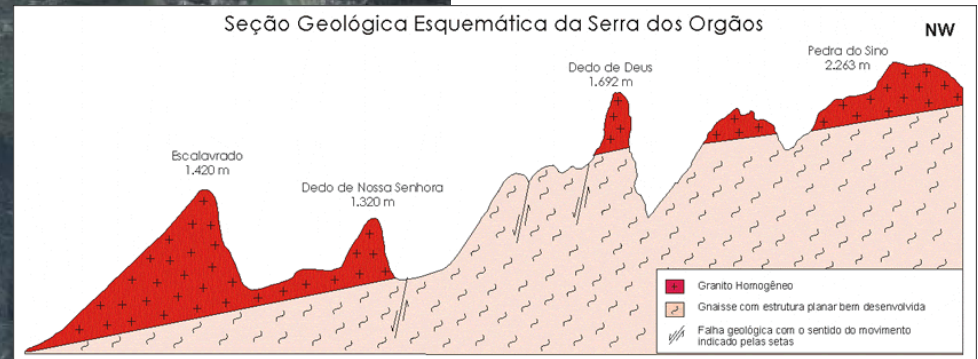 Seção Geológica Esquemática da Serra dos Orgãos
NW
Pedra do Sino
2.263 m
Dedo de Deus
1.692 m
Escalavrado
1.420 m
Dedo de Nossa Senhora
1.320 m
Granito Homogêneo
Gnaisse com estrutura planar bem desenvolvida
Falha geológica com o sentido do movimento
indicado pelas setas